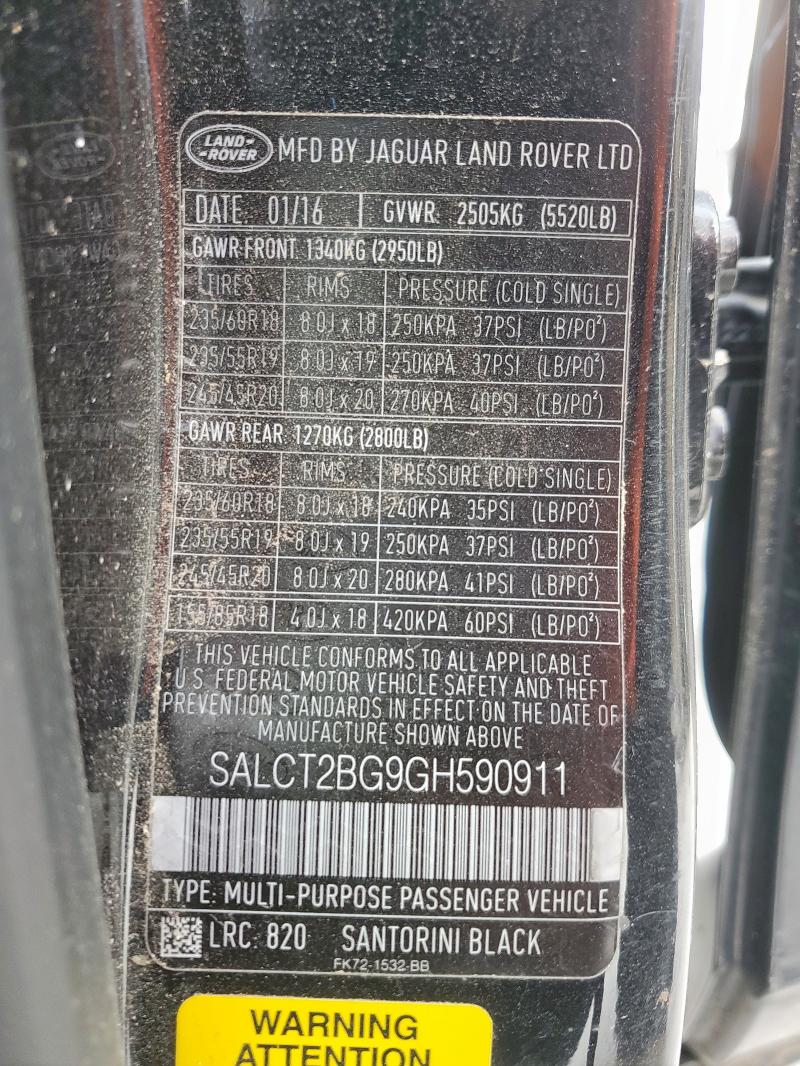 LAND-
-ROVER
MFD BY JAGUAR LAND ROVER LTD
DATE: 01/16 GVWR: 2505KG (5520LB)
GAWR FRONT 1340KG (2950LB)
TIRES RIMS PRESSURE (COLD SINGLE)
235/60R18 8.0J x 18 250KPA 37PSI (LB/PO²)
235/55R19 8.0J x 19 250KPA 37PSI (LB/PO²)
245/45R20 8.0J x 20 270KPA 40PSI (LB/PO²)
GAWR REAR 1270KG (2800LB)
TIRES RIMS PRESSURE (COLD SINGLE)
235/60R18 8.0J x 18 240KPA 35PSI (LB/PO²)
235/55R19 8.0J x 19 250KPA 37PSI (LB/PO²)
245/45R20 8.0J x 20 280KPA 41PSI (LB/PO²)
155/85R18 4.0J x 18 420KPA 60PSI (LB/PO²)
THIS VEHICLE CONFORMS TO ALL APPLICABLE
U.S. FEDERAL MOTOR VEHICLE SAFETY AND THEFT
PREVENTION STANDARDS IN EFFECT ON THE DATE OF
MANUFACTURE SHOWN ABOVE
SALCT2BG9GH590911
TYPE: MULTI-PURPOSE PASSENGER VEHICLE
LRC: 820 SANTORINI BLACK
FK72-1532-BB
WARNING
ATTENTION